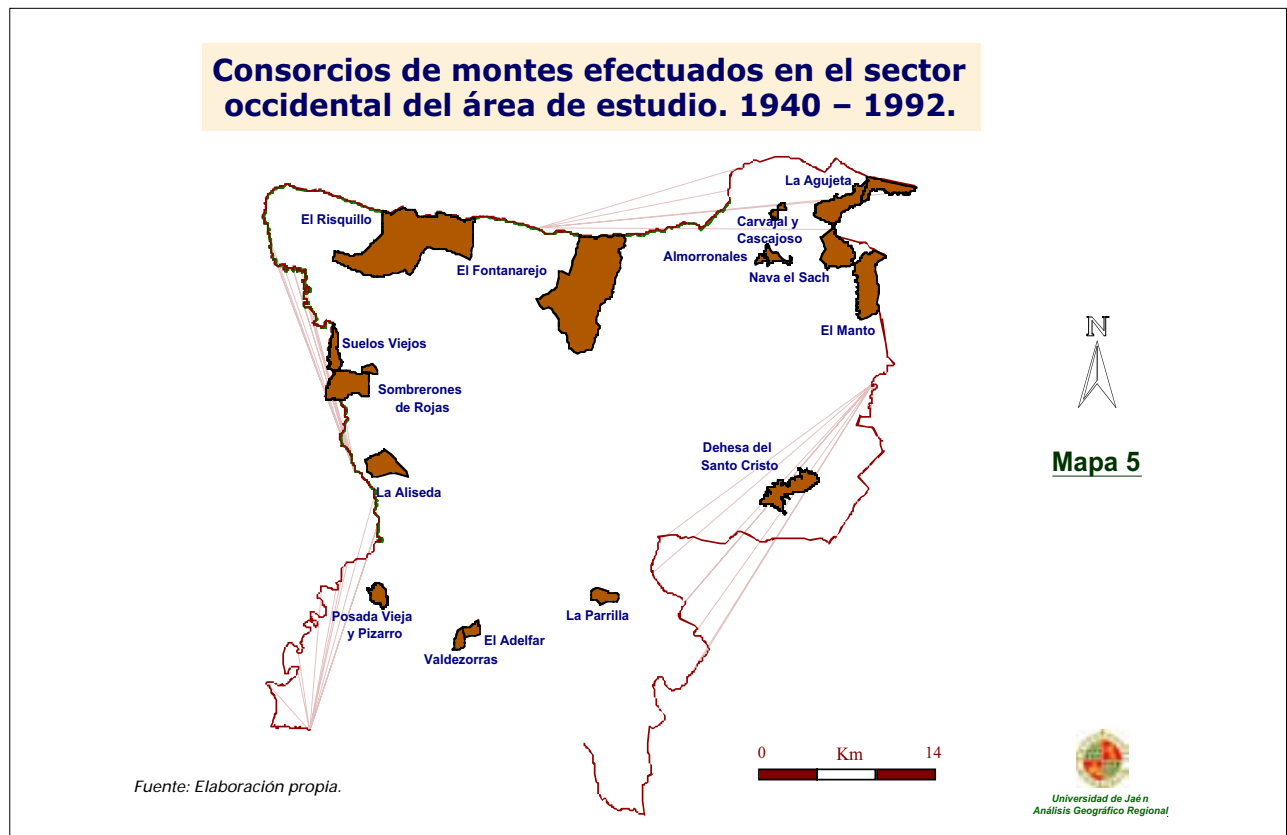 Consorcios de montes efectuados en el sector
occidental del área de estudio. 1940 – 1992.
La Agujeta
El Risquillo
Carvajal y
Cascajoso
El Fontanarejo
Almorronales
Nava el Sach
El Manto
N
Suelos Viejos
Sombrerones
de Rojas
Dehesa del
Santo Cristo
Mapa 5
La Aliseda
Posada Vieja
y Pizarro
La Parrilla
El Adelfar
Valdezorras
0 Km 14
Fuente: Elaboración propia.
Universidad de Jaén
Análisis Geográfico Regional